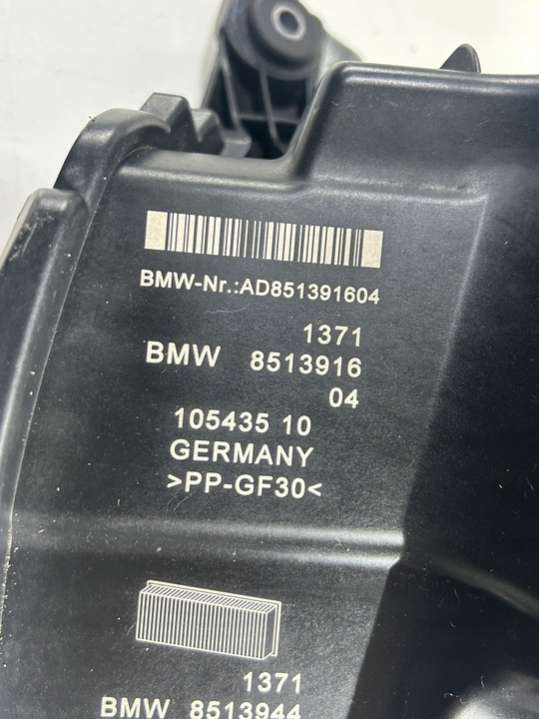 BMW-Nr.:AD851391604
1371
BMW 8513916
04
105435 10
GERMANY
>PP-GF30<
1371
BMW 8513944